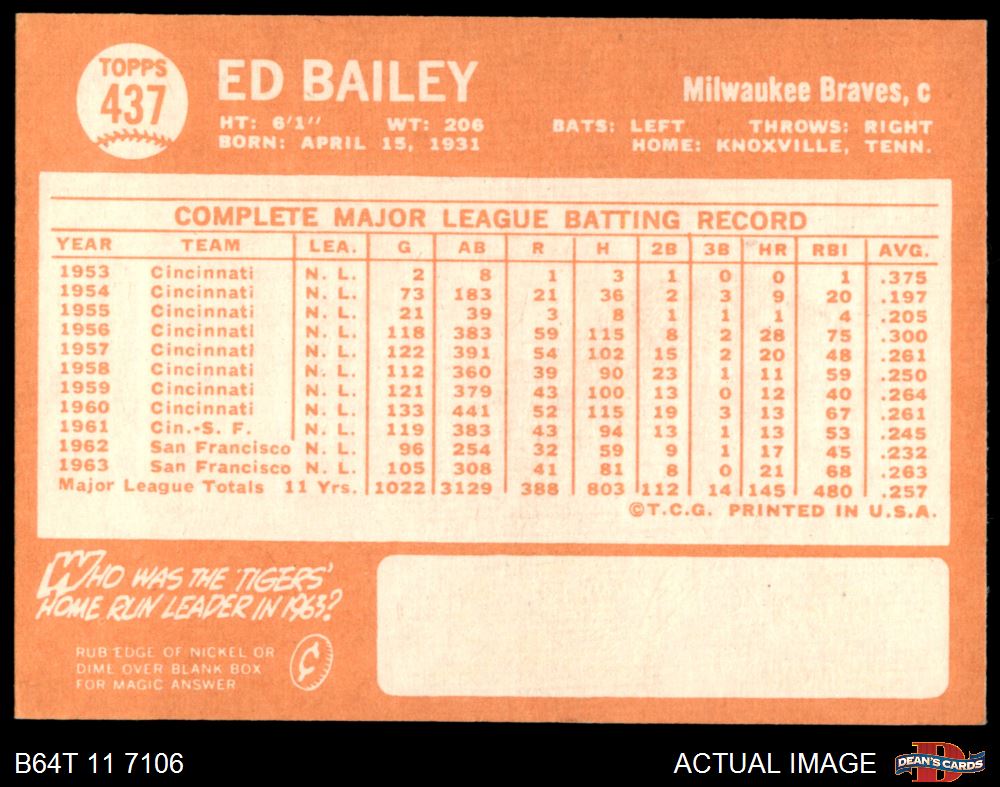 TOPPS
437
ED BAILEY
Milwaukee Braves, c
HT: 6'1" WT: 206 BATS: LEFT THROWS: RIGHT
BORN: APRIL 15, 1931 HOME: KNOXVILLE, TENN.
COMPLETE MAJOR LEAGUE BATTING RECORD
YEAR TEAM LEA. G AB R H 2B 3B HR RBI AVG.
1953 Cincinnati N. L. 2 8 1 3 1 0 0 1 .375
1954 Cincinnati N. L. 73 183 21 36 2 3 9 20 .197
1955 Cincinnati N. L. 21 39 3 8 1 1 1 4 .205
1956 Cincinnati N. L. 118 383 59 115 8 2 28 75 .300
1957 Cincinnati N. L. 122 391 54 102 15 2 20 48 .261
1958 Cincinnati N. L. 112 360 39 90 23 1 11 59 .250
1959 Cincinnati N. L. 121 379 43 100 13 0 12 40 .264
1960 Cincinnati N. L. 133 441 52 115 19 3 13 67 .261
1961 Cin.-S. F. N. L. 119 383 43 94 13 1 13 53 .245
1962 San Francisco N. L. 96 254 32 59 9 1 17 45 .232
1963 San Francisco N. L. 105 308 41 81 8 0 21 68 .263
Major League Totals 11 Yrs. 1022 3129 388 803 112 14 145 480 .257
©T.C.G. PRINTED IN U.S.A.
WHO WAS THE TIGERS'
HOME RUN LEADER IN 1963?
RUB EDGE OF NICKEL OR
DIME OVER BLANK BOX
FOR MAGIC ANSWER
¢
B64T 11 7106
ACTUAL IMAGE
DEAN'S CARDS